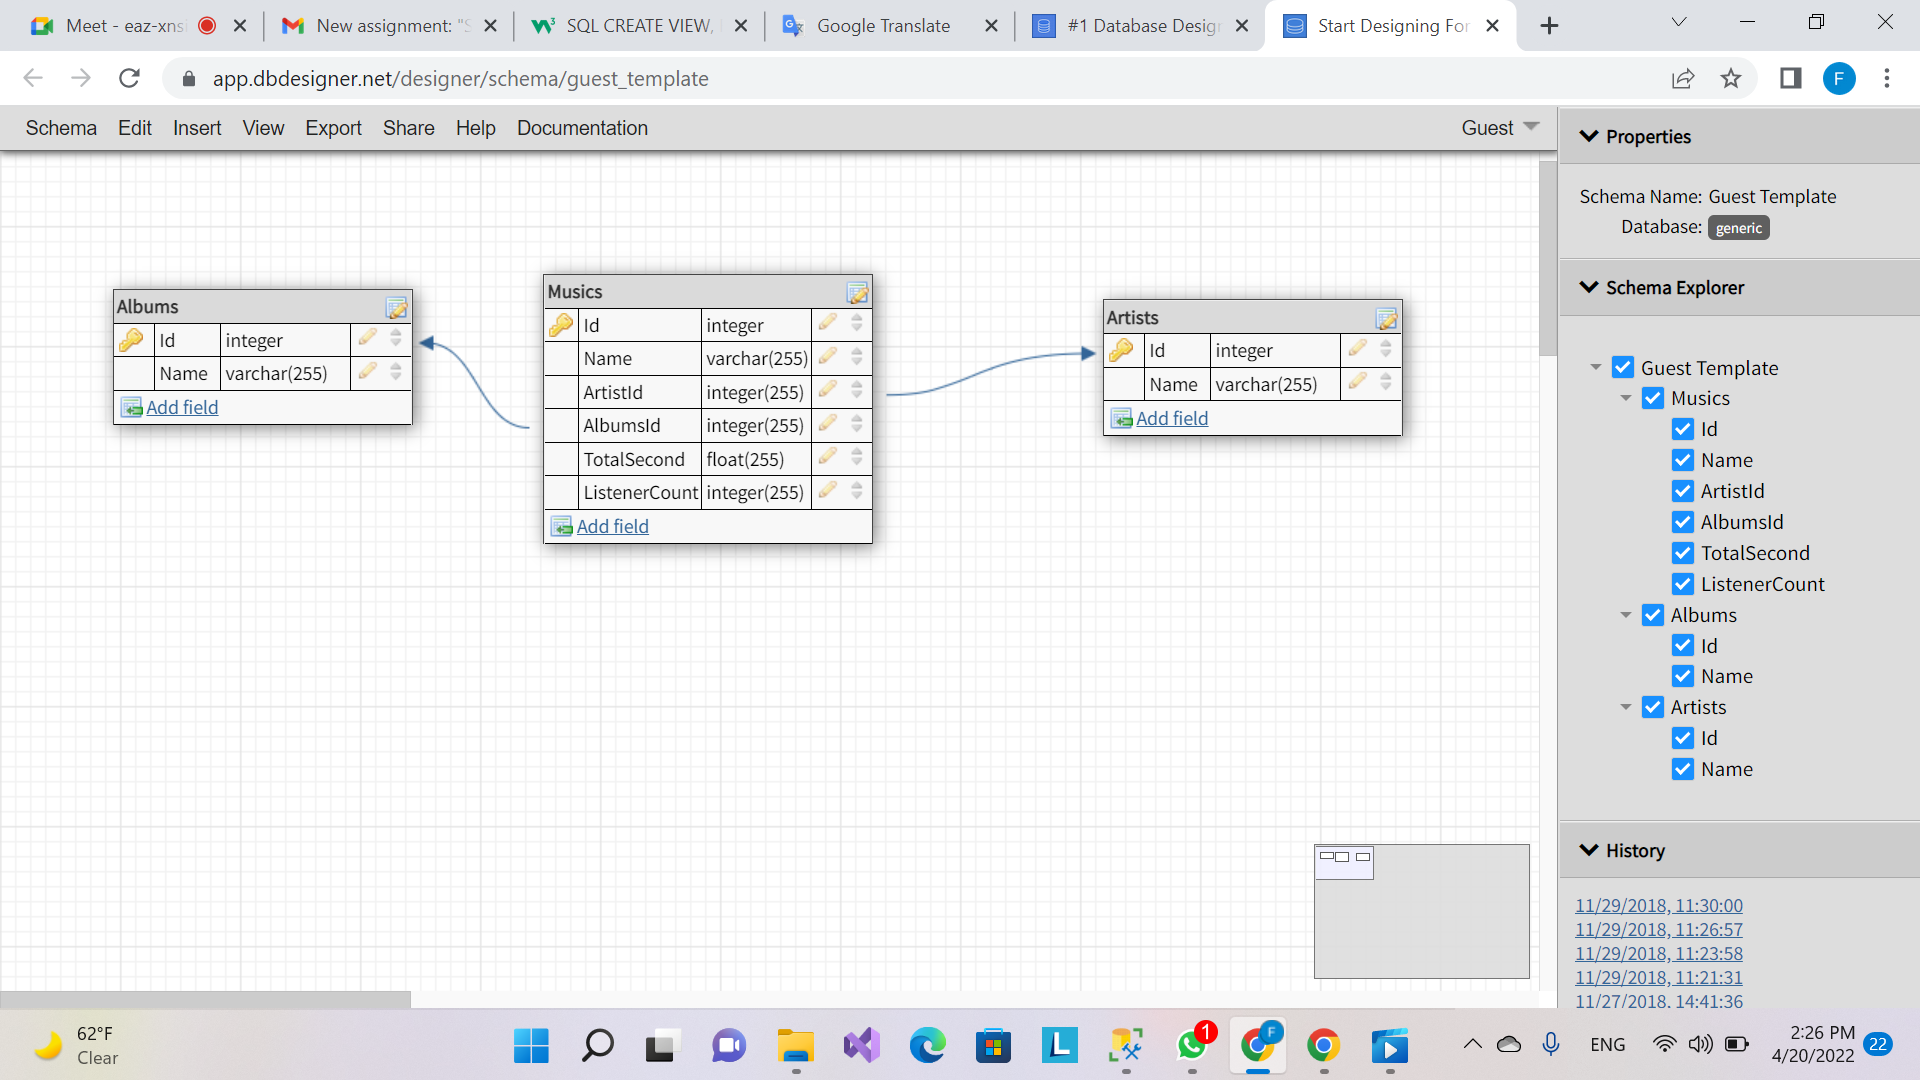 Meet - eaz-xns
New assignment: "S
SQL CREATE VIEW,
Google Translate
#1 Database Desig
Start Designing For
app.dbdesigner.net/designer/schema/guest_template
F
Schema Edit Insert View Export Share Help Documentation
Guest
Albums
Id integer
Name varchar(255)
Add field
Musics
Id integer
Name varchar(255)
ArtistId integer(255)
AlbumsId integer(255)
TotalSecond float(255)
ListenerCount integer(255)
Add field
Artists
Id integer
Name varchar(255)
Add field
Properties
Schema Name: Guest Template
Database: generic
Schema Explorer
Guest Template
Musics
Id
Name
ArtistId
AlbumsId
TotalSecond
ListenerCount
Albums
Id
Name
Artists
Id
Name
History
11/29/2018, 11:30:00
11/29/2018, 11:26:57
11/29/2018, 11:23:58
11/29/2018, 11:21:31
11/27/2018, 14:41:36
62°F
Clear
L
1
F
ENG
2:26 PM
4/20/2022
22